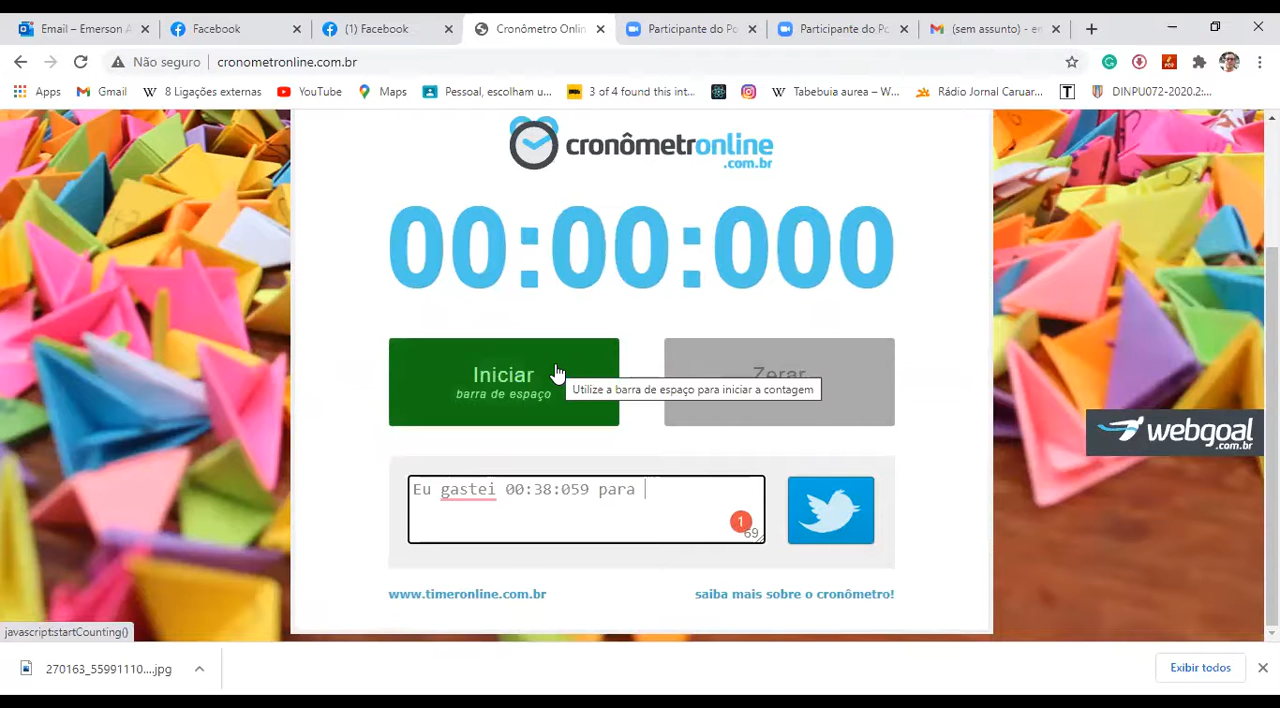 Email – Emerson A
Facebook
(1) Facebook
Cronômetro Onlin
Participante do Po
Participante do Po
(sem assunto) - em
Não seguro
cronometronline.com.br
Apps
Gmail
8 Ligações externas
YouTube
Maps
Pessoal, escolham u...
3 of 4 found this int...
Tabebuia aurea – W...
Rádio Jornal Caruar...
T
DINPU072-2020.2:...
cronômetronline
.com.br
00:00:000
Iniciar
barra de espaço
Zerar
Utilize a barra de espaço para iniciar a contagem
webgoal
.com.br
Eu gastei 00:38:059 para
1
69
www.timeronline.com.br
saiba mais sobre o cronômetro!
javascript:startCounting()
270163_55991110....jpg
Exibir todos